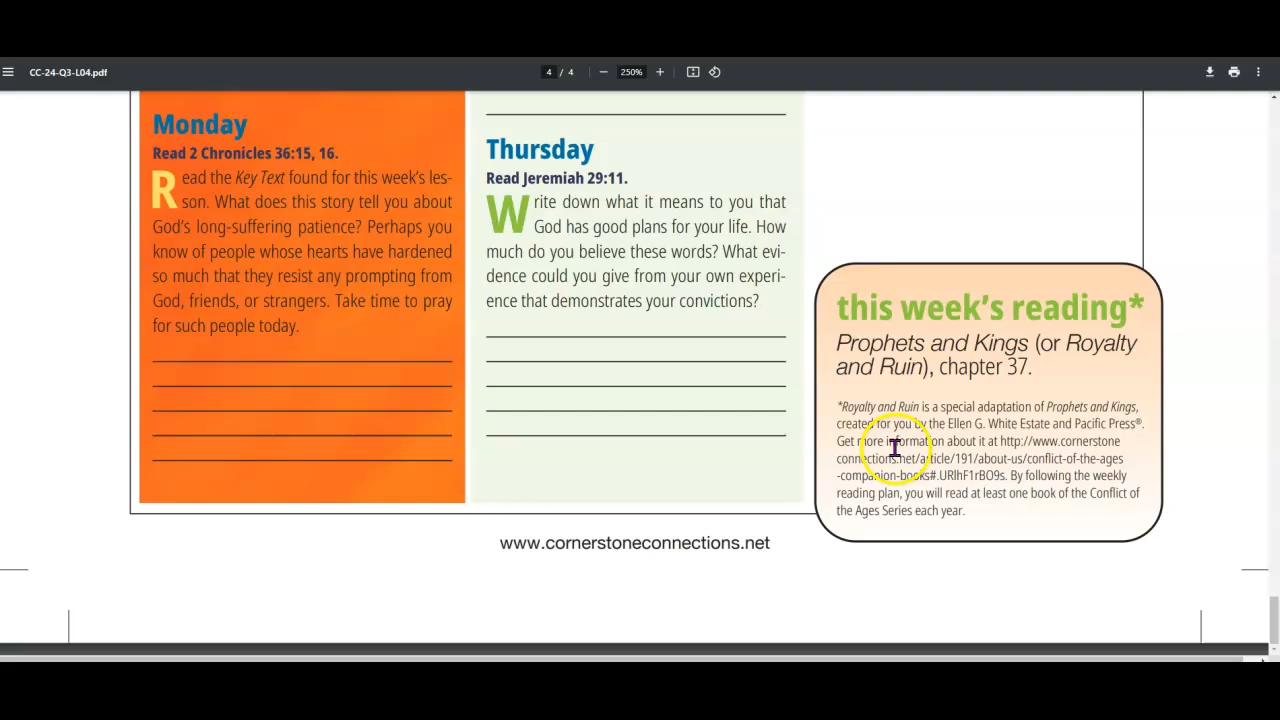 CC-24-Q3-L04.pdf
4 / 4
250%
Monday
Read 2 Chronicles 36:15, 16.
Read the Key Text found for this week's les-
son. What does this story tell you about
God's long-suffering patience? Perhaps you
know of people whose hearts have hardened
so much that they resist any prompting from
God, friends, or strangers. Take time to pray
for such people today.
Thursday
Read Jeremiah 29:11.
Write down what it means to you that
God has good plans for your life. How
much do you believe these words? What evi-
dence could you give from your own experi-
ence that demonstrates your convictions?
this week's reading*
Prophets and Kings (or Royalty
and Ruin), chapter 37.
*Royalty and Ruin is a special adaptation of Prophets and Kings,
created for you by the Ellen G. White Estate and Pacific Press®.
Get more information about it at http://www.cornerstone
connections.net/article/191/about-us/conflict-of-the-ages
-companion-books#.URlhF1rBO9s. By following the weekly
reading plan, you will read at least one book of the Conflict of
the Ages Series each year.
www.cornerstoneconnections.net